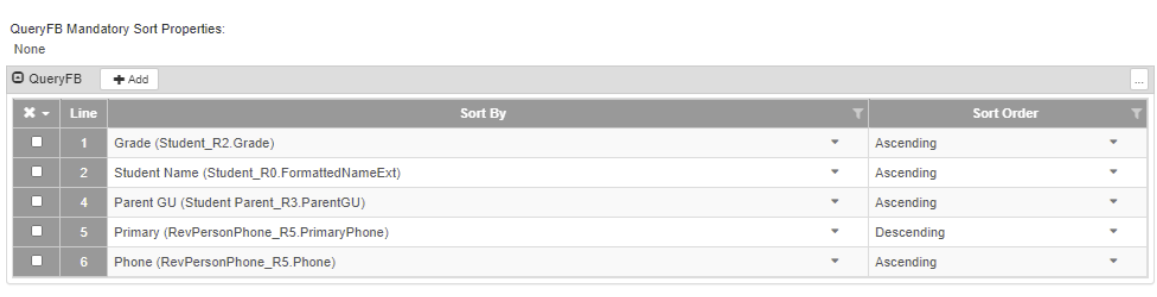 QueryFB Mandatory Sort Properties:
None
QueryFB Add ...
Line Sort By Sort Order
1 Grade (Student_R2.Grade) Ascending
2 Student Name (Student_R0.FormattedNameExt) Ascending
4 Parent GU (Student Parent_R3.ParentGU) Ascending
5 Primary (RevPersonPhone_R5.PrimaryPhone) Descending
6 Phone (RevPersonPhone_R5.Phone) Ascending